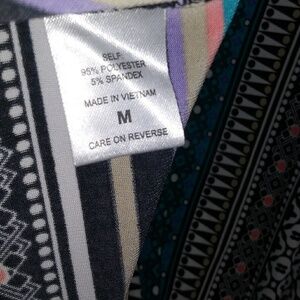 SELF
95% POLYESTER
5% SPANDEX
MADE IN VIETNAM
M
CARE ON REVERSE